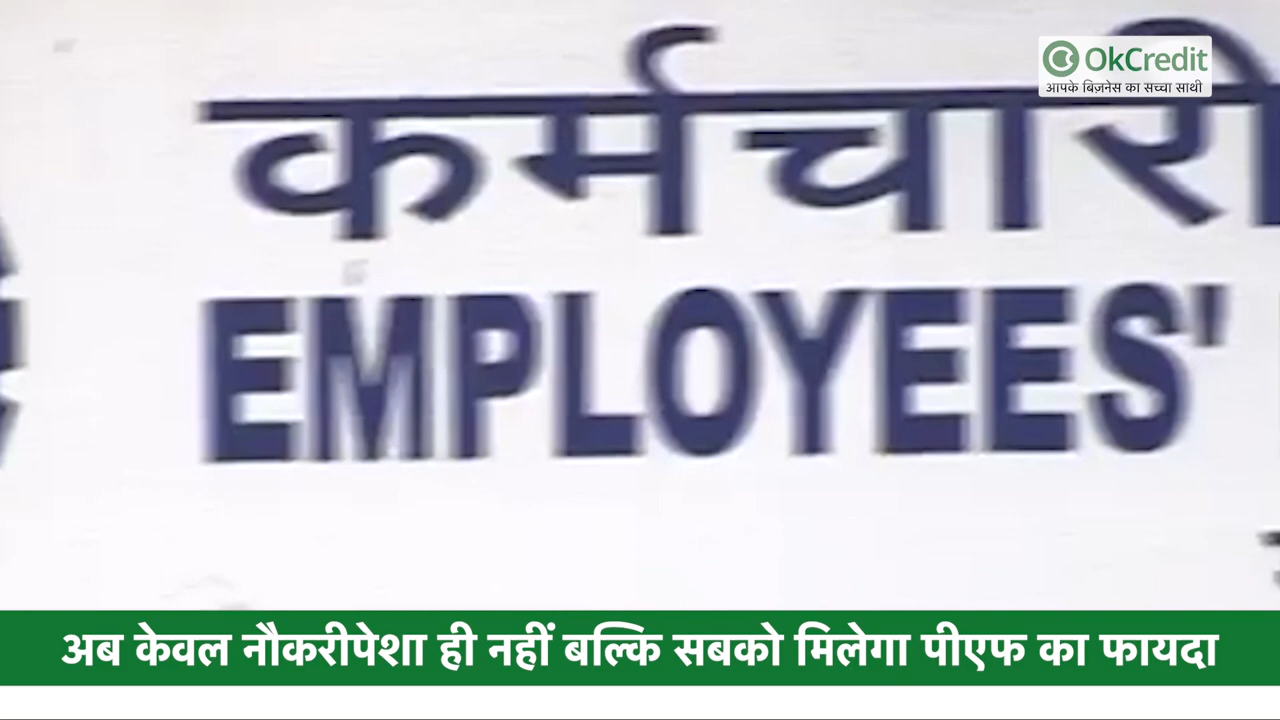 OkCredit
आपके बिज़नेस का सच्चा साथी
कर्मचारी
EMPLOYEES'
अब केवल नौकरीपेशा ही नहीं बल्कि सबको मिलेगा पीएफ का फायदा